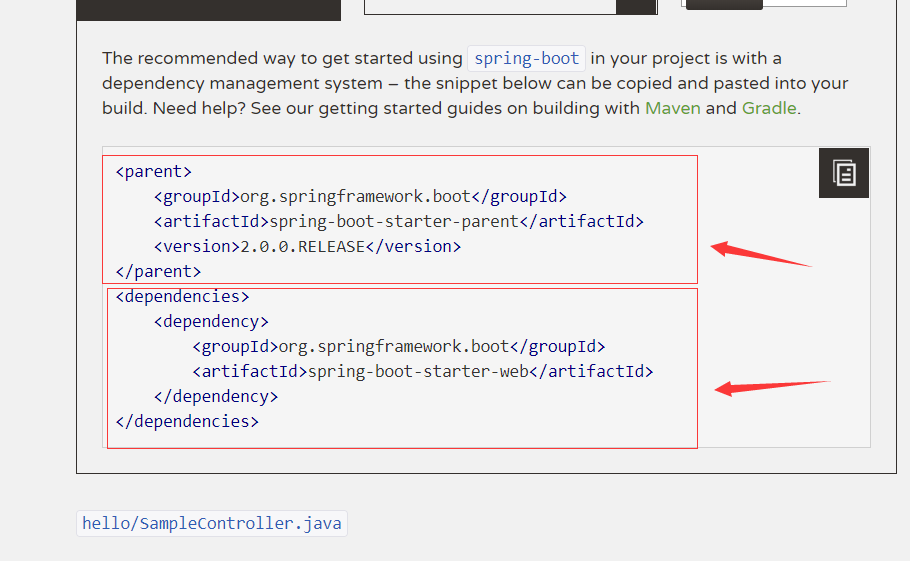 The recommended way to get started using spring-boot in your project is with a
dependency management system – the snippet below can be copied and pasted into your
build. Need help? See our getting started guides on building with Maven and Gradle.
<parent>
    <groupId>org.springframework.boot</groupId>
    <artifactId>spring-boot-starter-parent</artifactId>
    <version>2.0.0.RELEASE</version>
</parent>
<dependencies>
    <dependency>
        <groupId>org.springframework.boot</groupId>
        <artifactId>spring-boot-starter-web</artifactId>
    </dependency>
</dependencies>
hello/SampleController.java